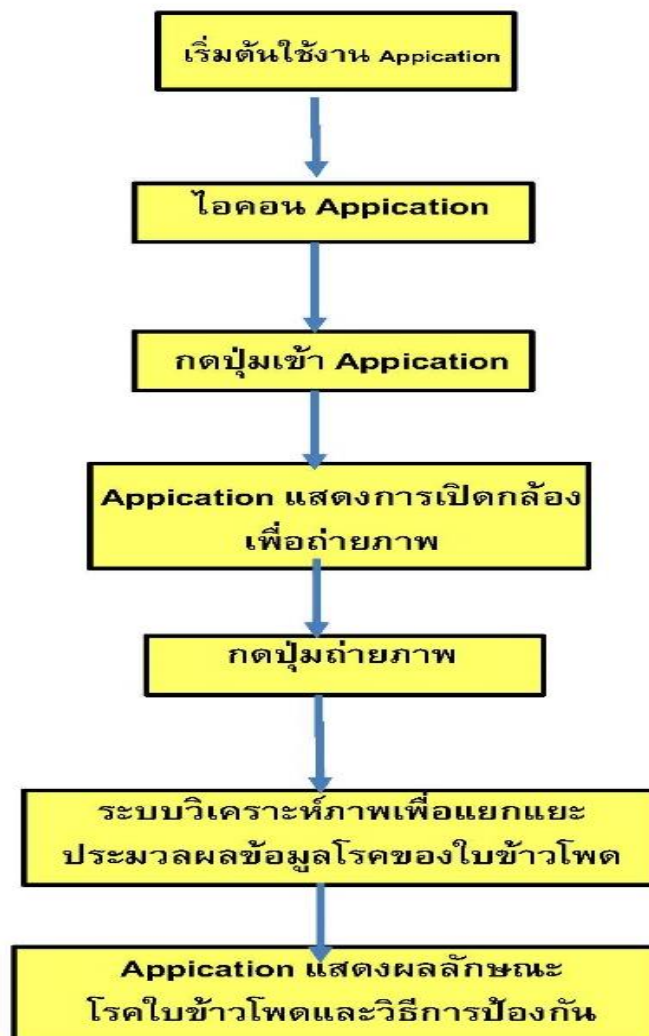 เริ่มต้นใช้งาน Appication
ไอคอน Appication
กดปุ่มเข้า Appication
Appication แสดงการเปิดกล้อง
เพื่อถ่ายภาพ
กดปุ่มถ่ายภาพ
ระบบวิเคราะห์ภาพเพื่อแยกแยะ
ประมวลผลข้อมูลโรคของใบข้าวโพด
Appication แสดงผลลักษณะ
โรคใบข้าวโพดและวิธีการป้องกัน